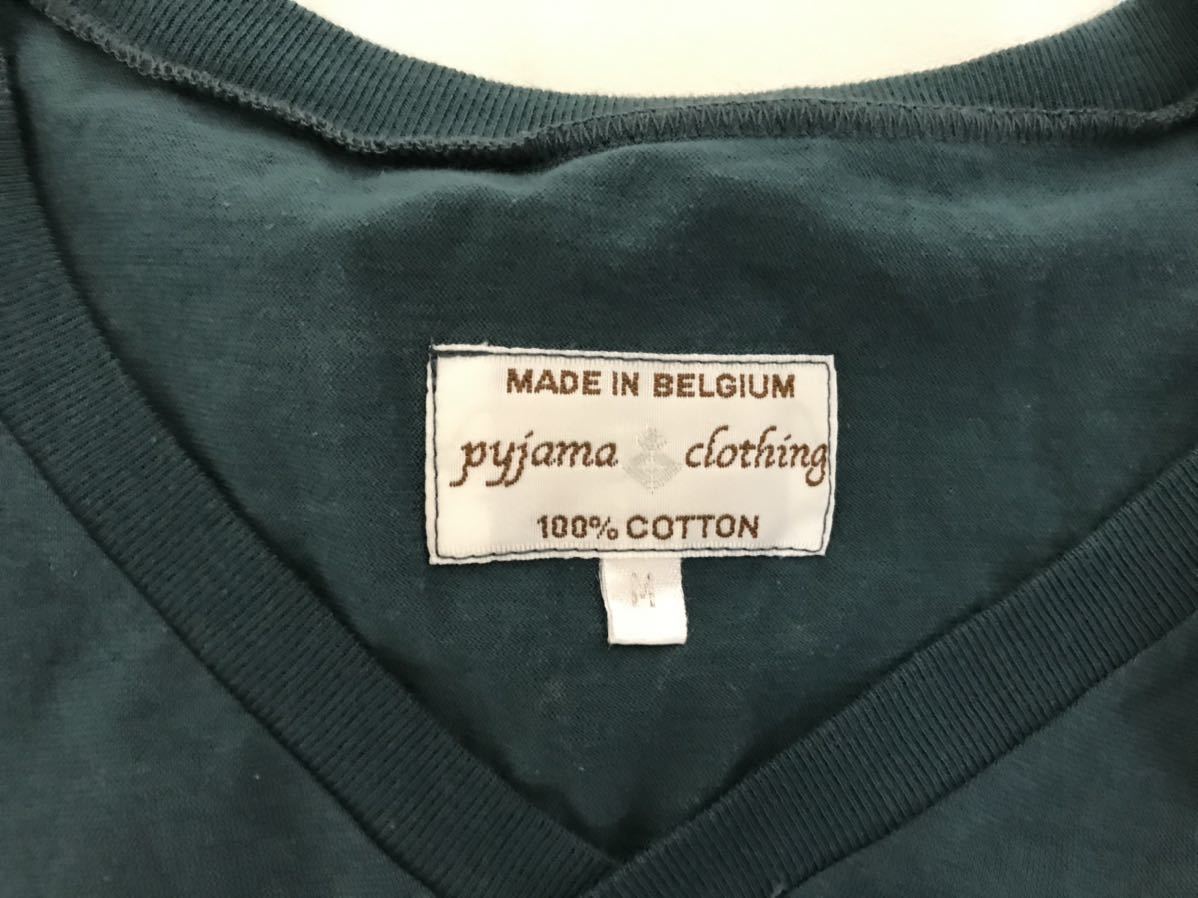 MADE IN BELGIUM
pyjama clothing
100% COTTON
M